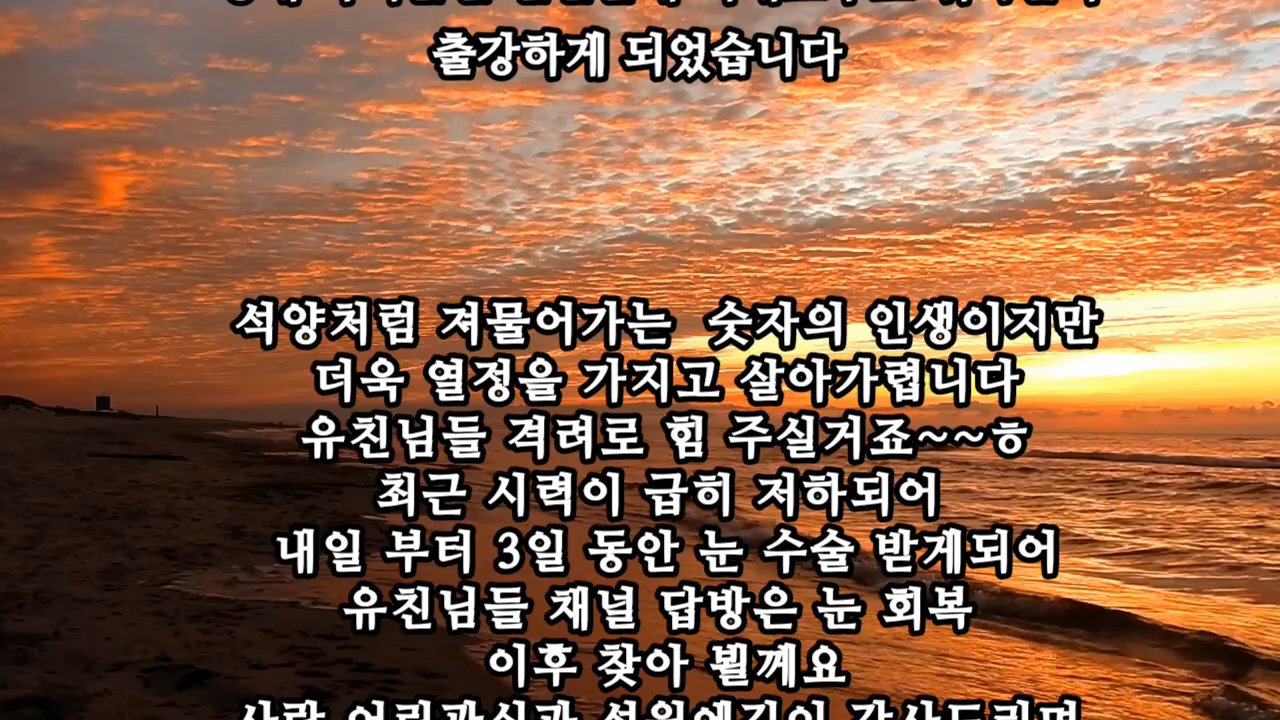 출강하게 되었습니다
석양처럼 져물어가는 숫자의 인생이지만
더욱 열정을 가지고 살아가렵니다
유친님들 격려로 힘 주실거죠~~ㅎ
최근 시력이 급히 저하되어
내일 부터 3일 동안 눈 수술 받게되어
유친님들 채널 답방은 눈 회복
이후 찾아 뵐께요